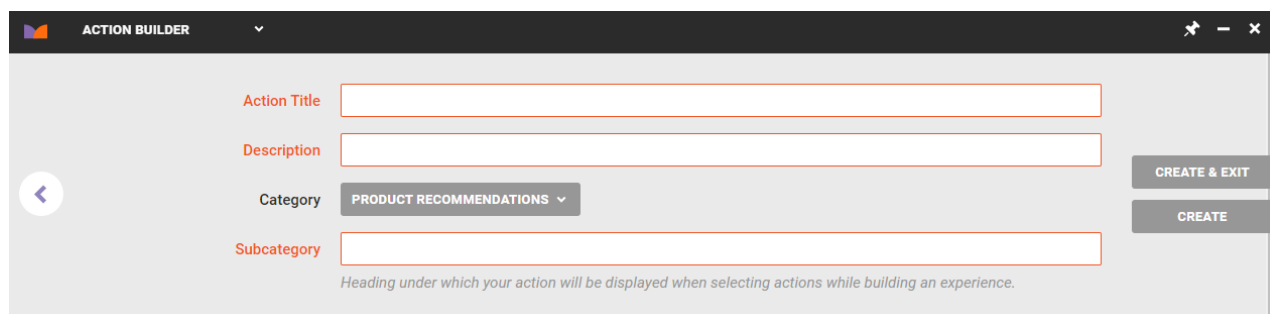 ACTION BUILDER
Action Title
Description
Category PRODUCT RECOMMENDATIONS
Subcategory
Heading under which your action will be displayed when selecting actions while building an experience.
CREATE & EXIT
CREATE